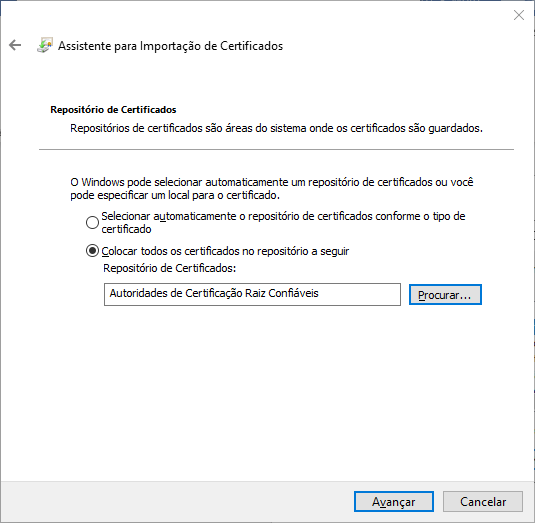 Assistente para Importação de Certificados
Repositório de Certificados
Repositórios de certificados são áreas do sistema onde os certificados são guardados.
O Windows pode selecionar automaticamente um repositório de certificados ou você
pode especificar um local para o certificado.
Selecionar automaticamente o repositório de certificados conforme o tipo de
certificado
Colocar todos os certificados no repositório a seguir
Repositório de Certificados:
Autoridades de Certificação Raiz Confiáveis
Procurar...
Avançar
Cancelar